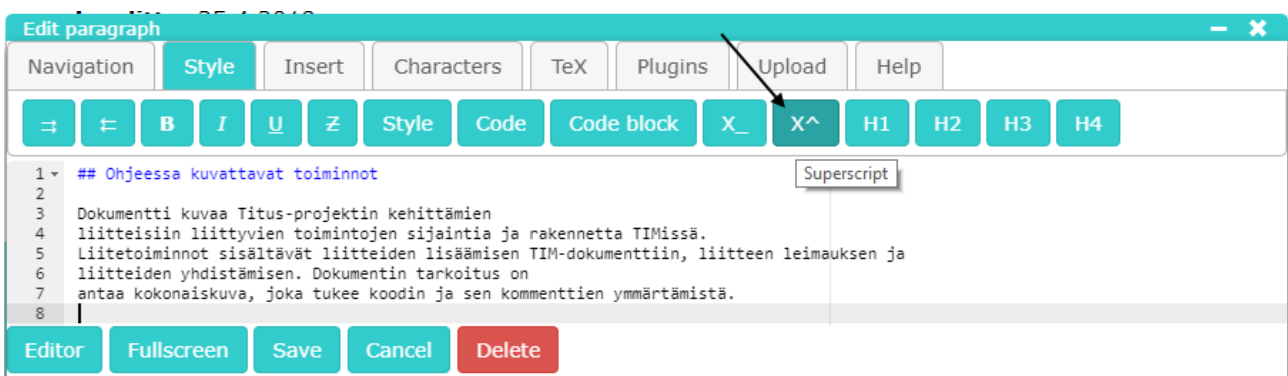 Edit paragraph
Navigation Style Insert Characters TeX Plugins Upload Help
B I U Z Style Code Code block X_ X^ H1 H2 H3 H4
Superscript
1 ## Ohjeessa kuvattavat toiminnot
2
3 Dokumentti kuvaa Titus-projektin kehittämien
4 liitteisiin liittyvien toimintojen sijaintia ja rakennetta TIMissä.
5 Liitetoiminnot sisältävät liitteiden lisäämisen TIM-dokumenttiin, liitteen leimauksen ja
6 liitteiden yhdistämisen. Dokumentin tarkoitus on
7 antaa kokonaiskuva, joka tukee koodin ja sen kommenttien ymmärtämistä.
8
Editor Fullscreen Save Cancel Delete